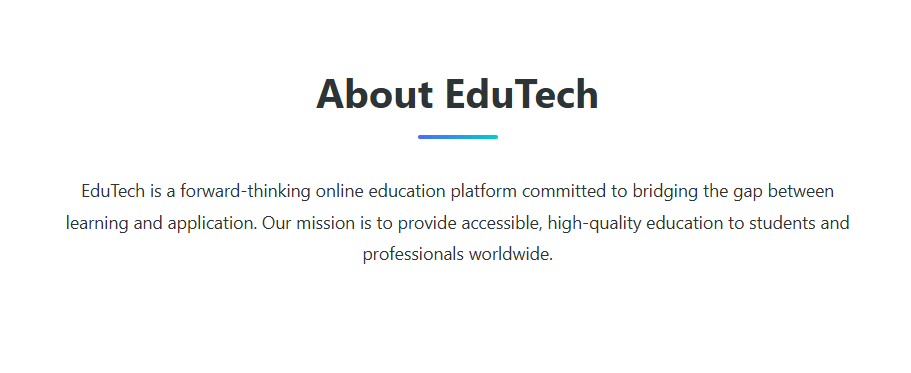 About EduTech
EduTech is a forward-thinking online education platform committed to bridging the gap between
learning and application. Our mission is to provide accessible, high-quality education to students and
professionals worldwide.